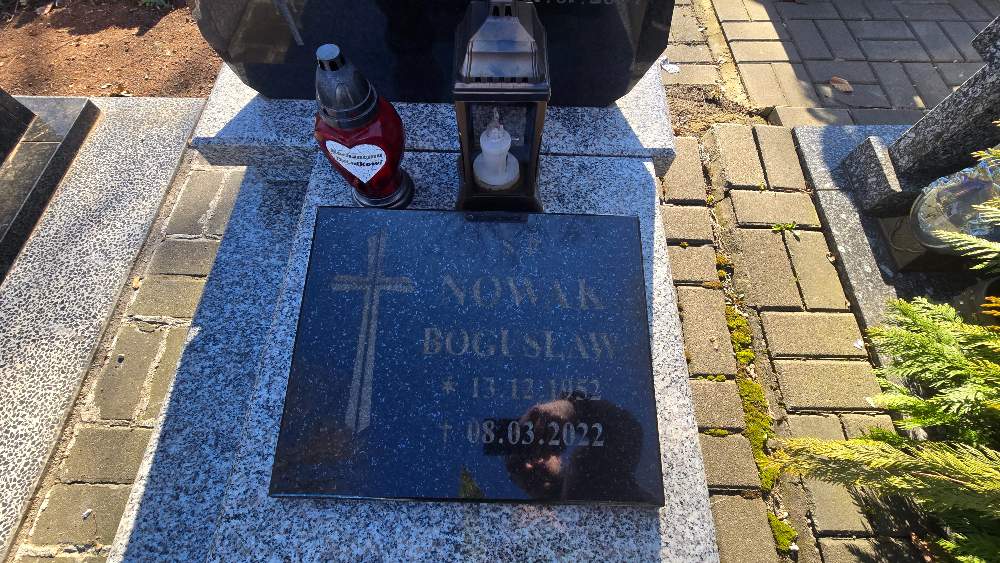 Ś.P.
NOWAK
BOGUSŁAW
* 13.12.1952
† 08.03.2022